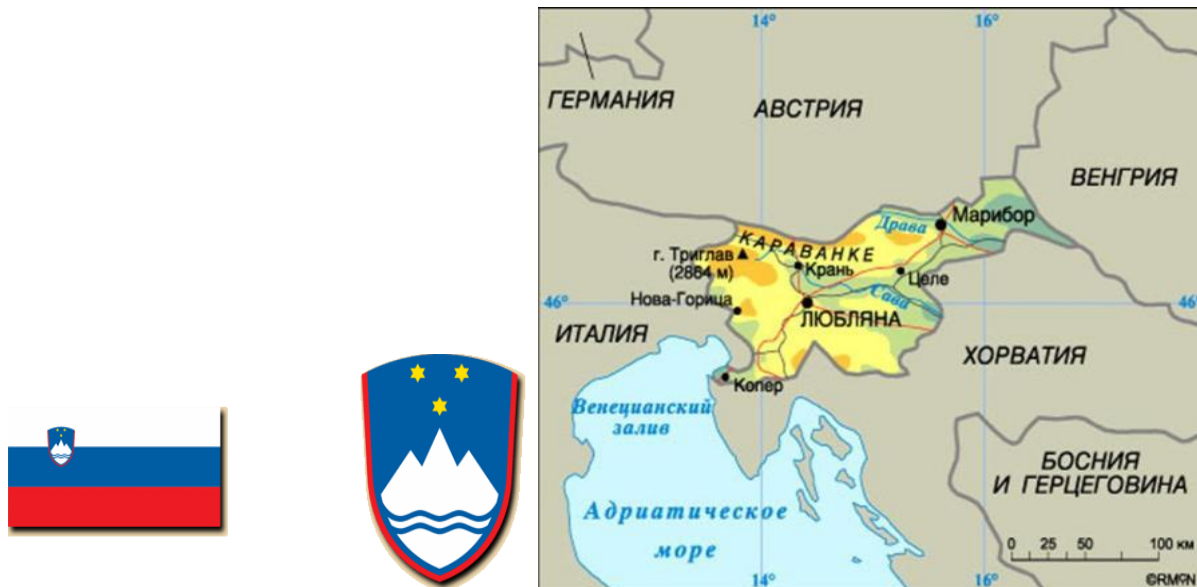 14°
16°
ГЕРМАНИЯ
АВСТРИЯ
ВЕНГРИЯ
Марибор
Драва
КАРАВАНКЕ
г. Триглав
(2864 м)
Крань
Целе
Сава
Нова-Горица
46°
46°
ЛЮБЛЯНА
ИТАЛИЯ
ХОРВАТИЯ
Копер
Венецианский
залив
БОСНИЯ
И ГЕРЦЕГОВИНА
Адриатическое
море
0 25 50 100 км
14°
16°